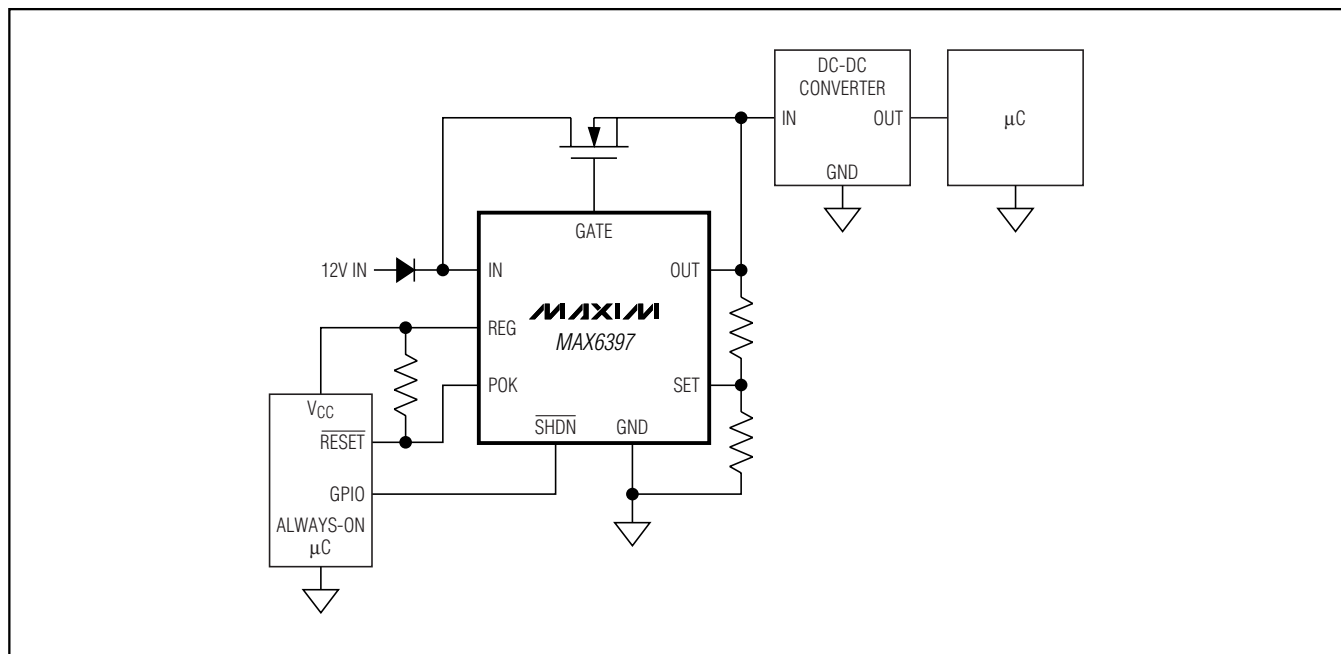 DC-DC
CONVERTER
IN
OUT
GND
μC
GATE
12V IN
IN
OUT
MAXIM
MAX6397
REG
POK
SET
SHDN
GND
VCC
RESET
GPIO
ALWAYS-ON
μC